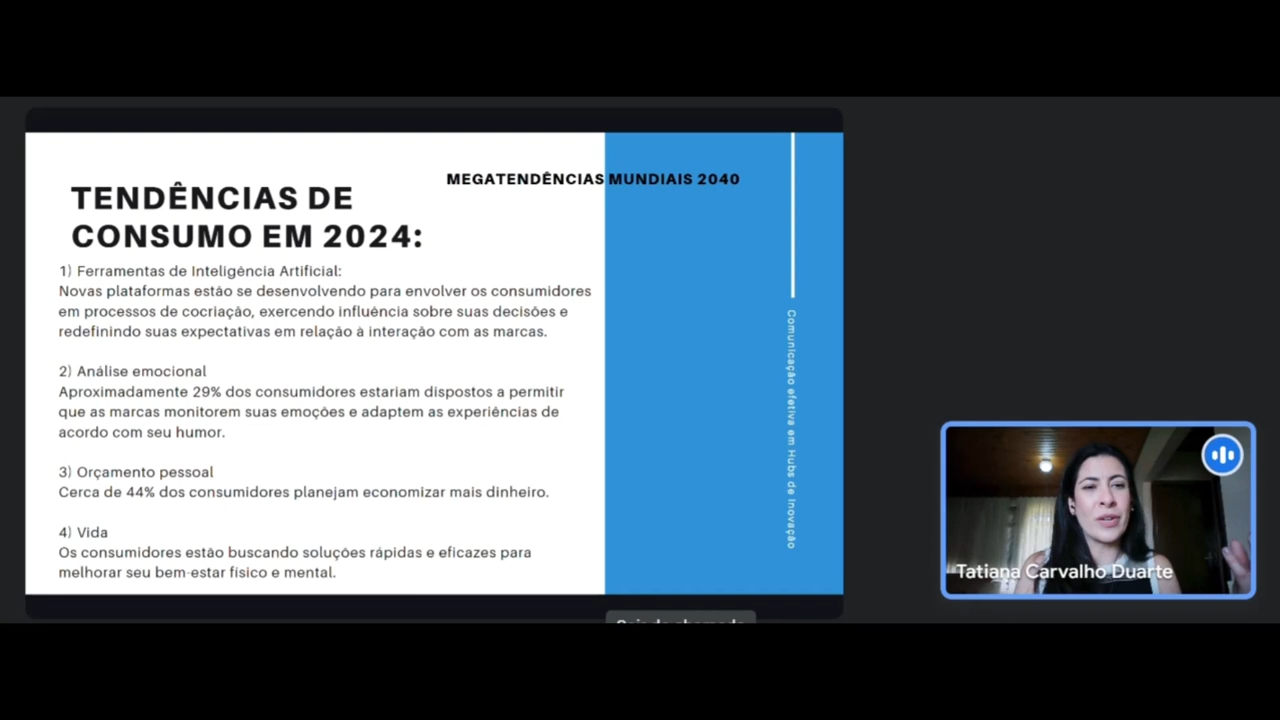 MEGATENDÊNCIAS MUNDIAIS 2040
TENDÊNCIAS DE
CONSUMO EM 2024:
1) Ferramentas de Inteligência Artificial:
Novas plataformas estão se desenvolvendo para envolver os consumidores
em processos de cocriação, exercendo influência sobre suas decisões e
redefinindo suas expectativas em relação à interação com as marcas.
2) Análise emocional
Aproximadamente 29% dos consumidores estariam dispostos a permitir
que as marcas monitorem suas emoções e adaptem as experiências de
acordo com seu humor.
3) Orçamento pessoal
Cerca de 44% dos consumidores planejam economizar mais dinheiro.
4) Vida
Os consumidores estão buscando soluções rápidas e eficazes para
melhorar seu bem-estar físico e mental.
Comunicação efetiva em Hubs de Inovação
Tatiana Carvalho Duarte